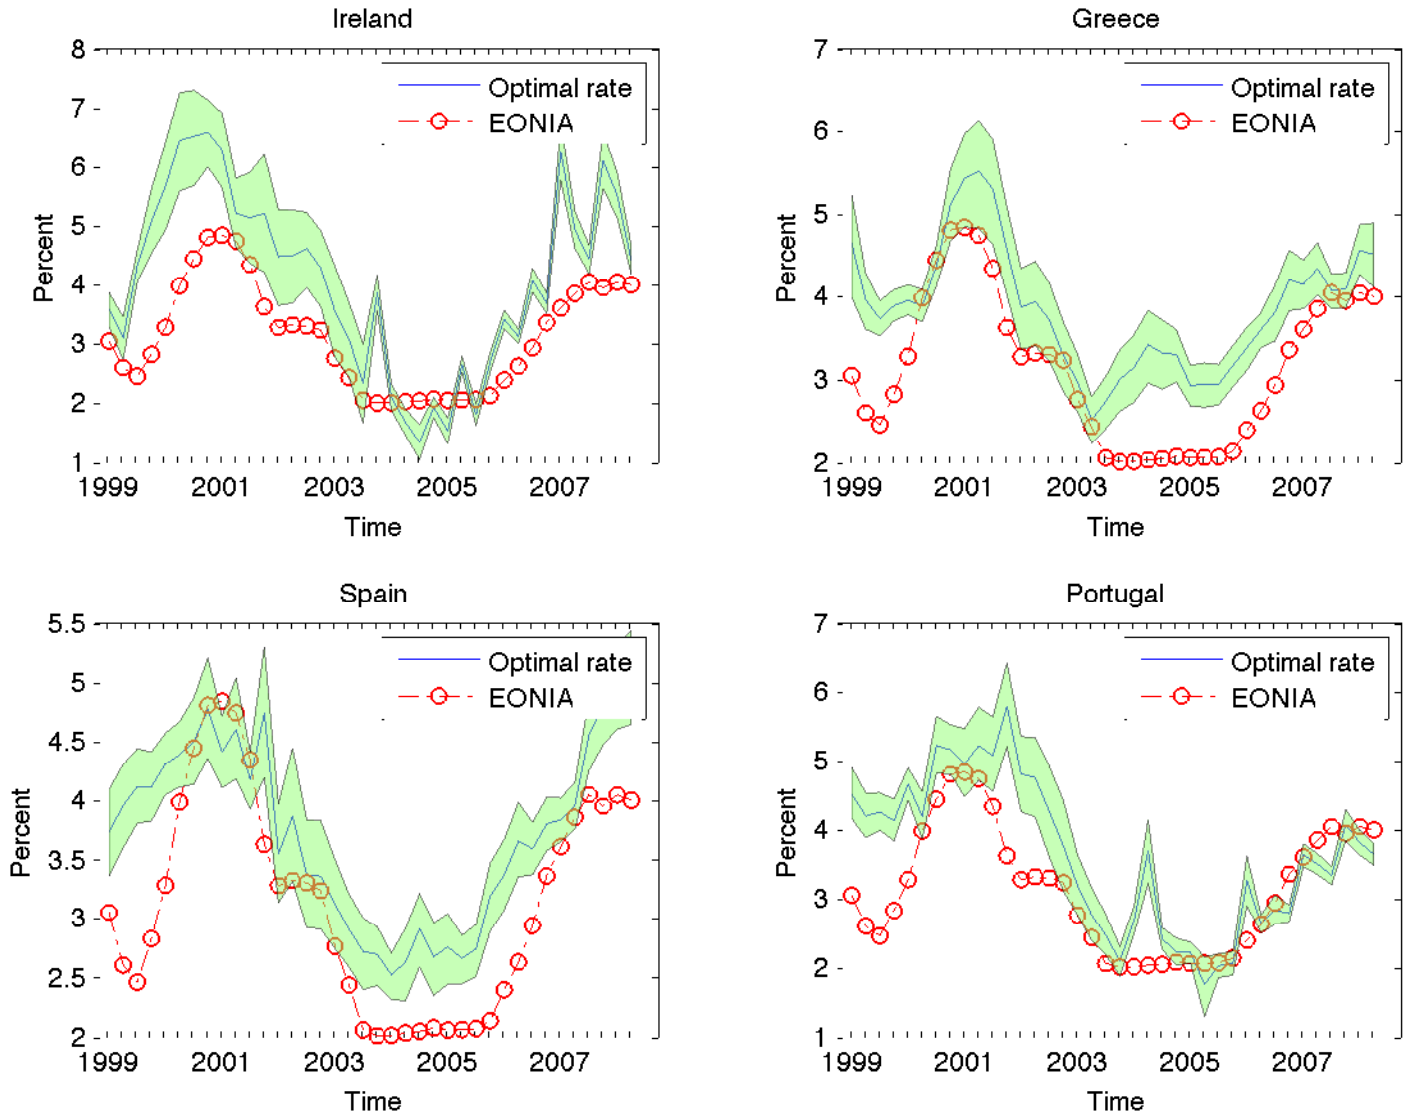 Ireland
8
7
6
5
4
3
2
1
Percent
Optimal rate
EONIA
1999 2001 2003 2005 2007
Time
Greece
7
6
5
4
3
2
Percent
Optimal rate
EONIA
1999 2001 2003 2005 2007
Time
Spain
5.5
5
4.5
4
3.5
3
2.5
2
Percent
Optimal rate
EONIA
1999 2001 2003 2005 2007
Time
Portugal
7
6
5
4
3
2
1
Percent
Optimal rate
EONIA
1999 2001 2003 2005 2007
Time